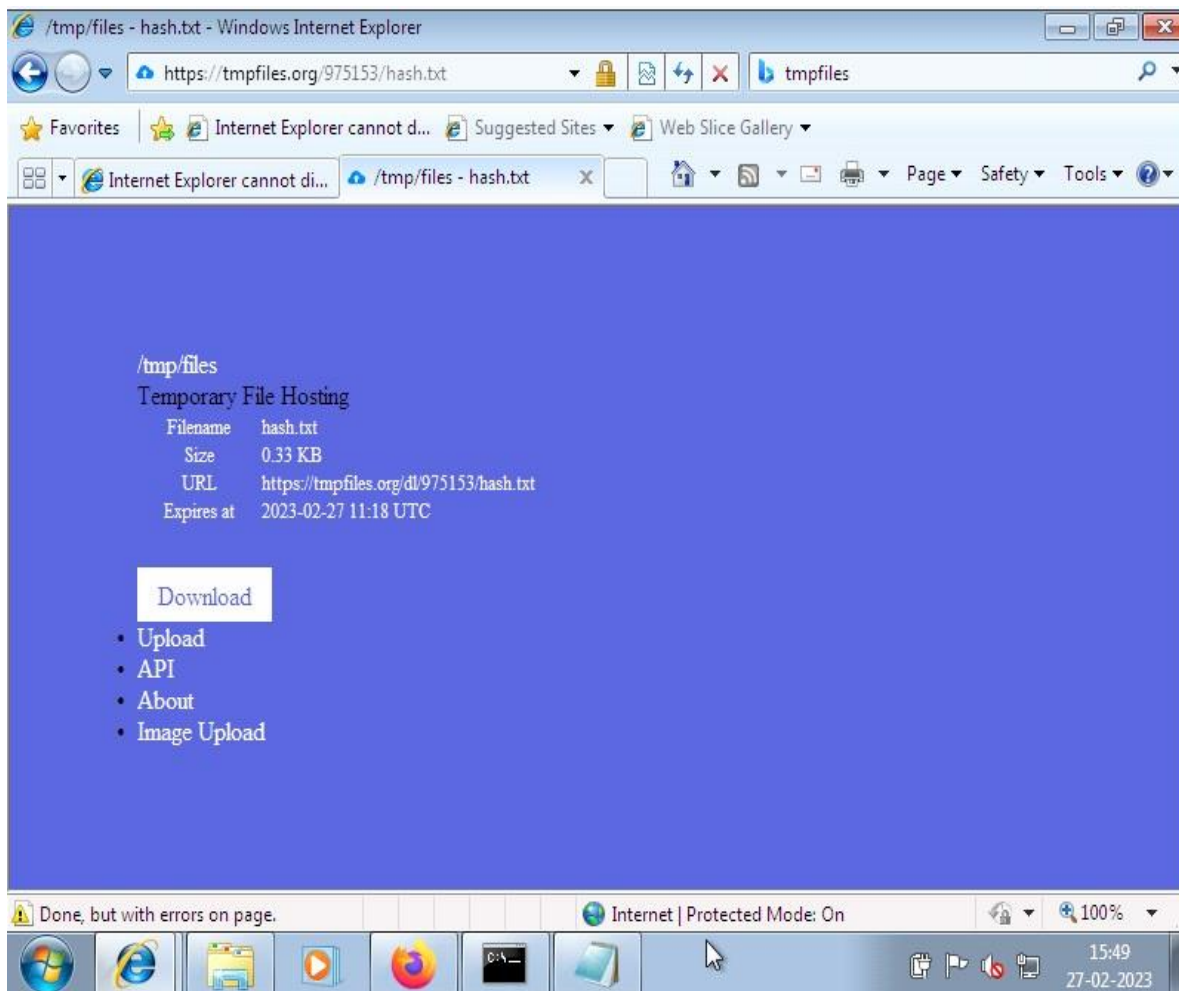 /tmp/files - hash.txt - Windows Internet Explorer
https://tmpfiles.org/975153/hash.txt
tmpfiles
Favorites
Internet Explorer cannot d...
Suggested Sites
Web Slice Gallery
Internet Explorer cannot di...
/tmp/files - hash.txt
Page
Safety
Tools
/tmp/files
Temporary File Hosting
Filename hash.txt
Size 0.33 KB
URL https://tmpfiles.org/dl/975153/hash.txt
Expires at 2023-02-27 11:18 UTC
Download
Upload
API
About
Image Upload
Done, but with errors on page.
Internet | Protected Mode: On
100%
C:\_
15:49
27-02-2023